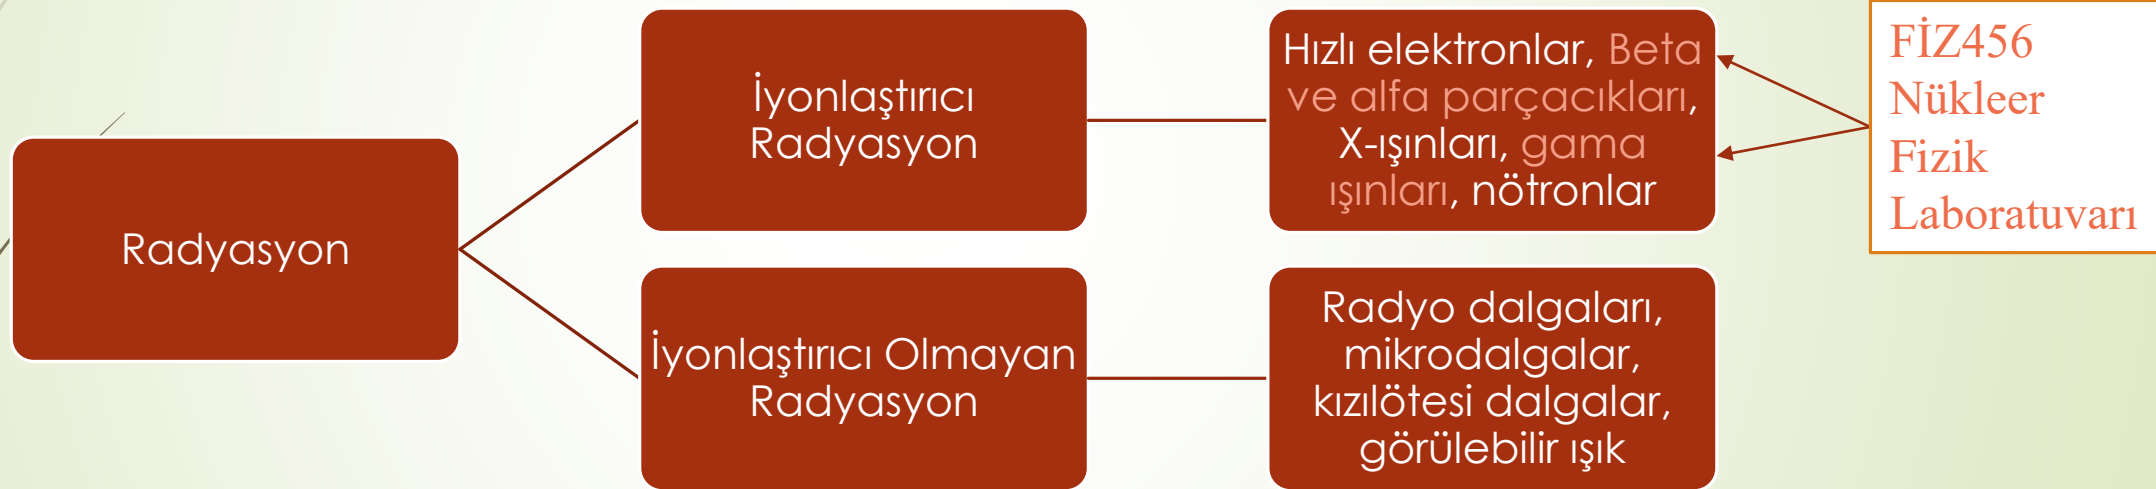 Radyasyon
İyonlaştırıcı
Radyasyon
Hızlı elektronlar, Beta
ve alfa parçacıkları,
X-ışınları, gama
ışınları, nötronlar
FİZ456
Nükleer
Fizik
Laboratuvarı
İyonlaştırıcı Olmayan
Radyasyon
Radyo dalgaları,
mikrodalgalar,
kızılötesi dalgalar,
görülebilir ışık